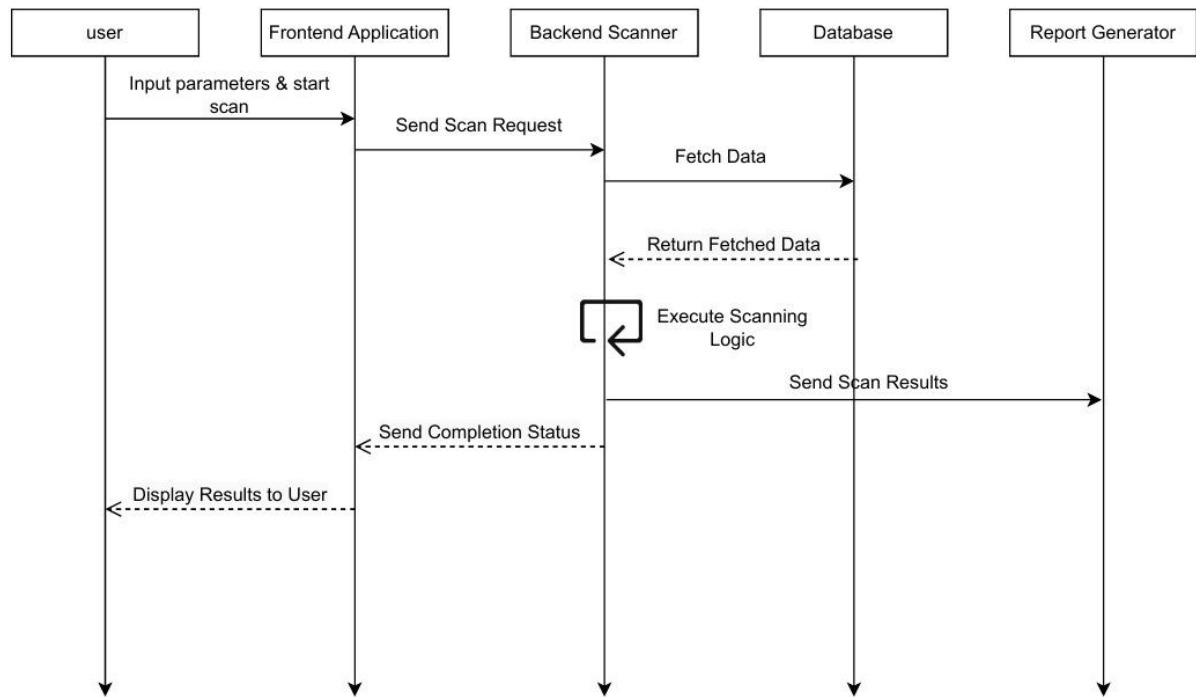 user
Frontend Application
Backend Scanner
Database
Report Generator
Input parameters & start
scan
Send Scan Request
Fetch Data
Return Fetched Data
Execute Scanning
Logic
Send Scan Results
Send Completion Status
Display Results to User